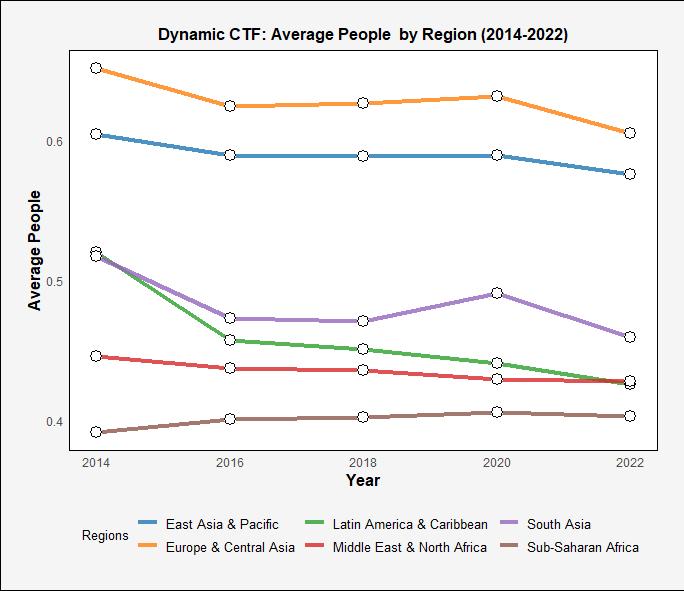 Dynamic CTF: Average People  by Region (2014-2022)
Average People
0.6
0.5
0.4
2014 2016 2018 2020 2022
Year
Regions
East Asia & Pacific Latin America & Caribbean South Asia
Europe & Central Asia Middle East & North Africa Sub-Saharan Africa